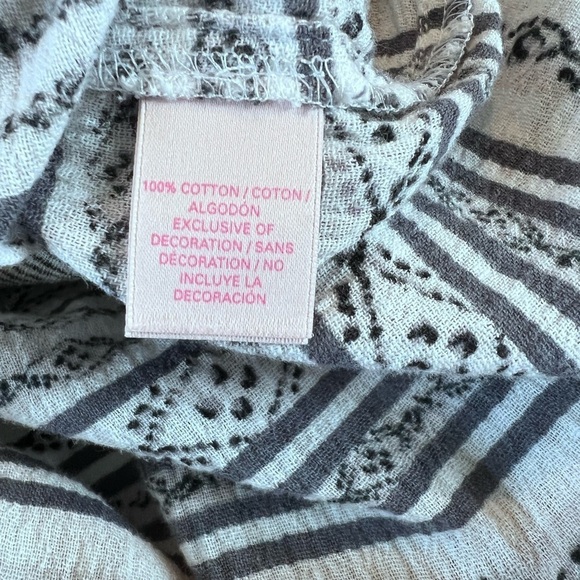 100% COTTON / COTON /
ALGODÓN
EXCLUSIVE OF
DECORATION / SANS
DÉCORATION / NO
INCLUYE LA
DECORACIÓN